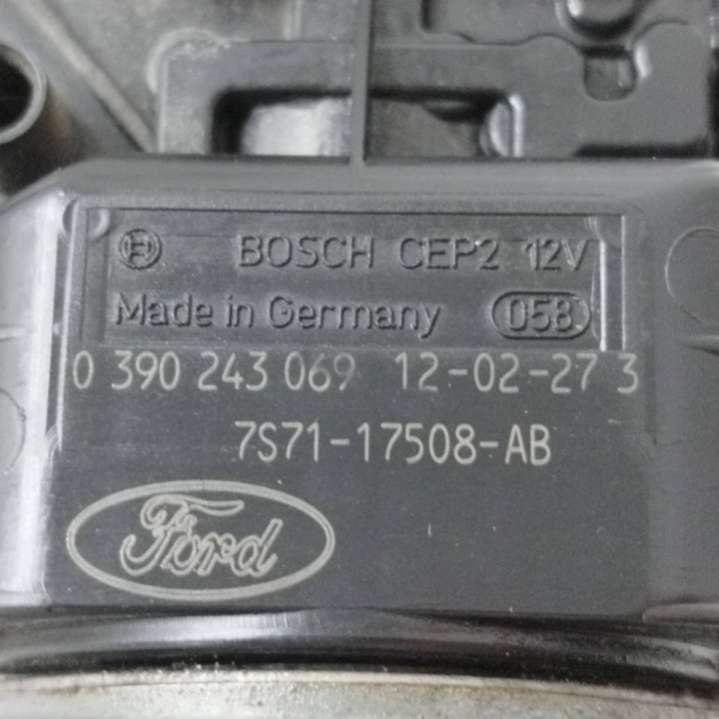 BOSCH CEP2 12V
Made in Germany 058
0 390 243 069 12-02-27 3
7S71-17508-AB
Ford